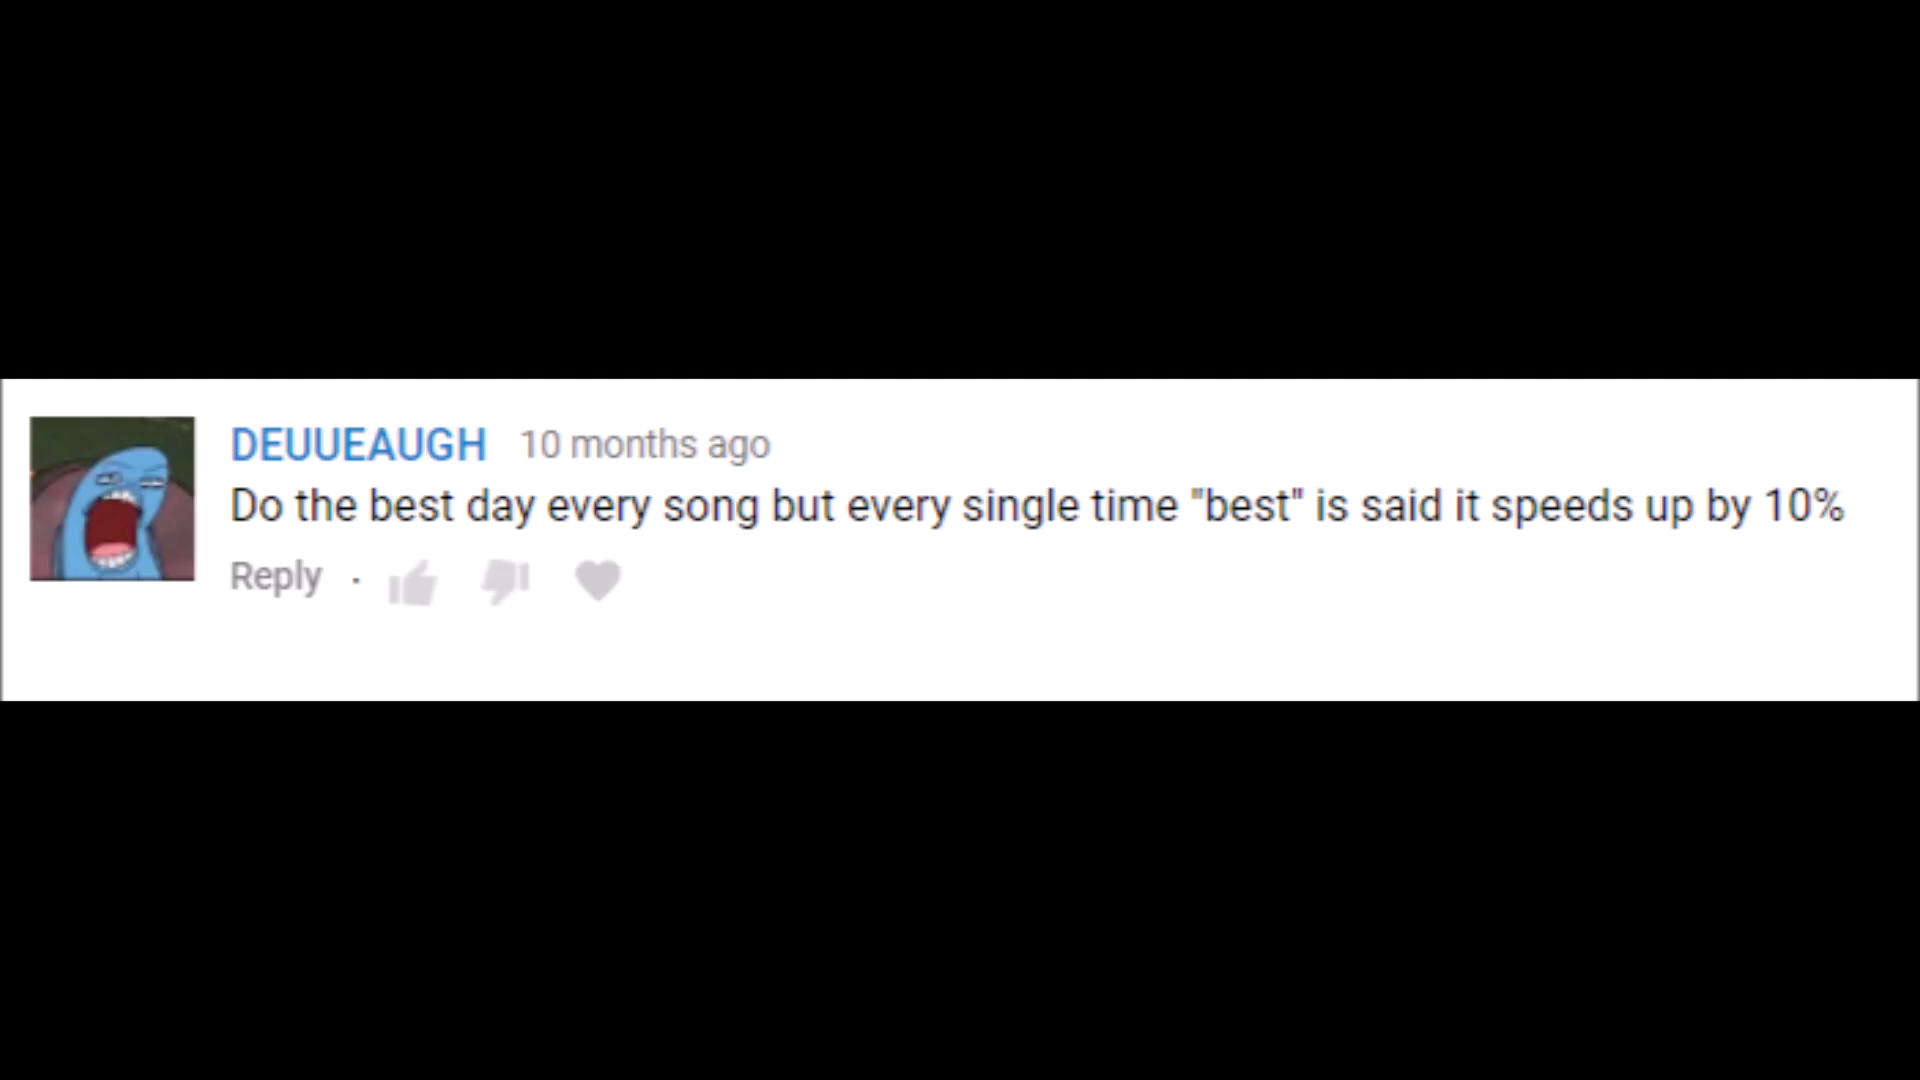 DEUUEAUGH 10 months ago
Do the best day every song but every single time "best" is said it speeds up by 10%
Reply ·